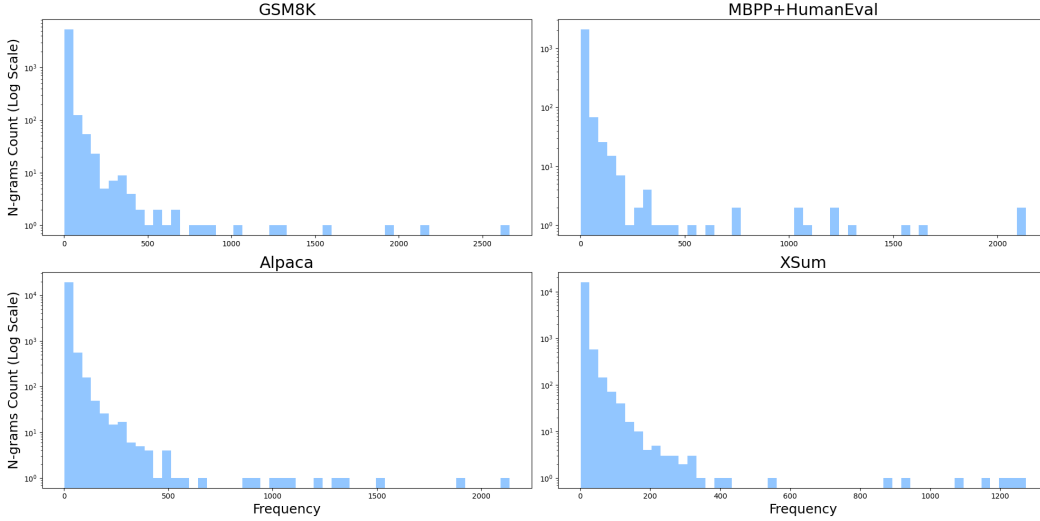 GSM8K
MBPP+HumanEval
N-grams Count (Log Scale)
10³
10²
10¹
10⁰
0 500 1000 1500 2000 2500
10³
10²
10¹
10⁰
0 500 1000 1500 2000
Alpaca
XSum
N-grams Count (Log Scale)
10⁴
10³
10²
10¹
10⁰
0 500 1000 1500 2000
Frequency
10⁴
10³
10²
10¹
10⁰
0 200 400 600 800 1000 1200
Frequency